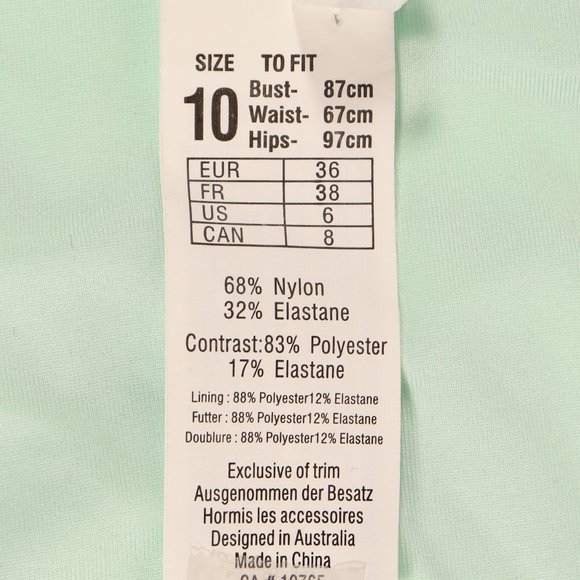 SIZE TO FIT
10 Bust- 87cm
Waist- 67cm
Hips- 97cm
EUR 36
FR 38
US 6
CAN 8
68% Nylon
32% Elastane
Contrast:83% Polyester
17% Elastane
Lining : 88% Polyester12% Elastane
Futter : 88% Polyester12% Elastane
Doublure : 88% Polyester12% Elastane
Exclusive of trim
Ausgenommen der Besatz
Hormis les accessoires
Designed in Australia
Made in China